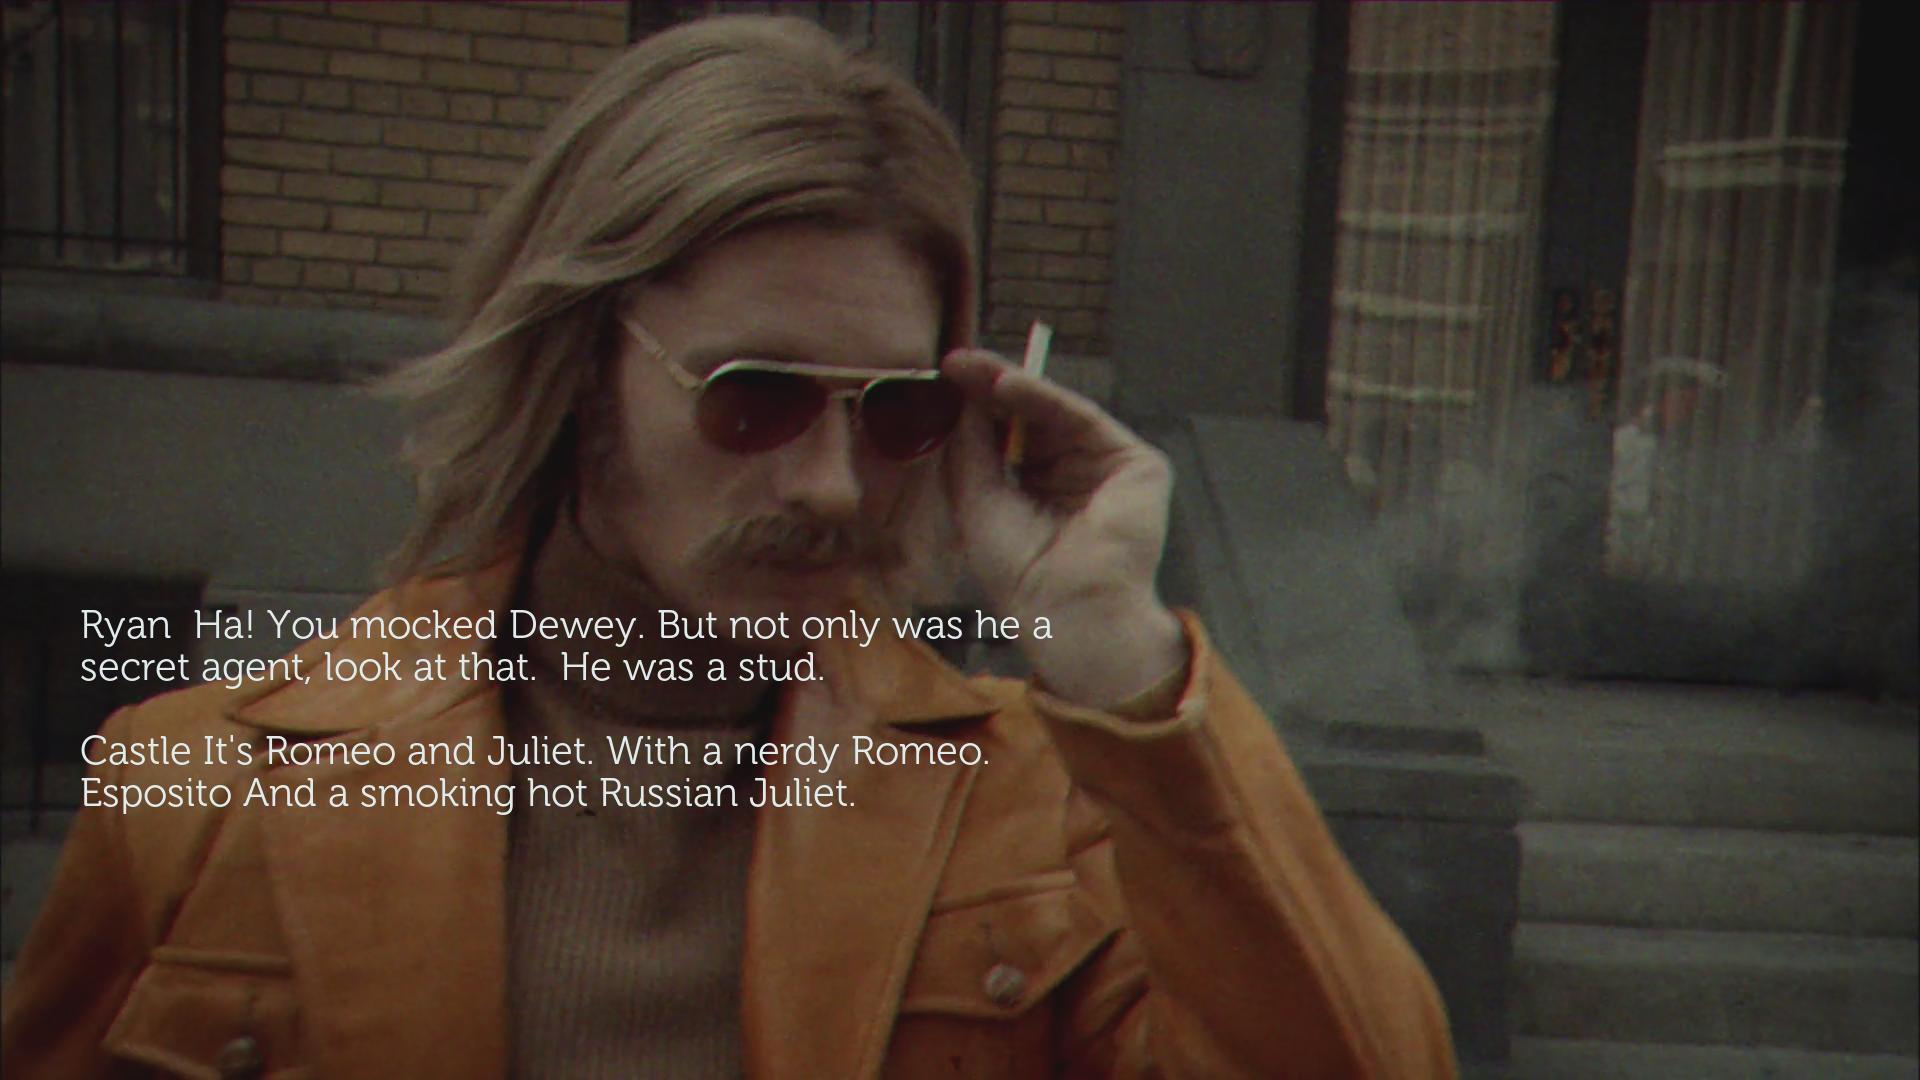 Ryan  Ha! You mocked Dewey. But not only was he a
secret agent, look at that.  He was a stud.
Castle It's Romeo and Juliet. With a nerdy Romeo.
Esposito And a smoking hot Russian Juliet.